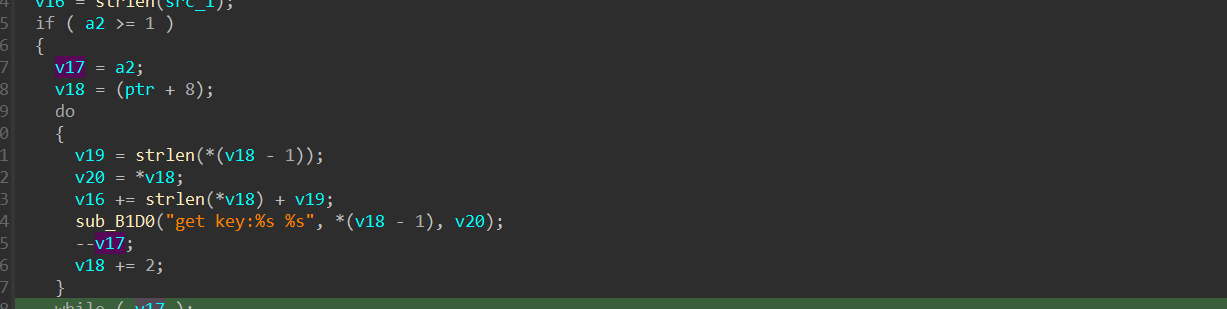 4 v16 = strlen(src_1);
5 if ( a2 >= 1 )
6 {
7 v17 = a2;
8 v18 = (ptr + 8);
9 do
0 {
1 v19 = strlen(*(v18 - 1));
2 v20 = *v18;
3 v16 += strlen(*v18) + v19;
4 sub_B1D0("get key:%s %s", *(v18 - 1), v20);
5 --v17;
6 v18 += 2;
7 }
8 while ( v17 );